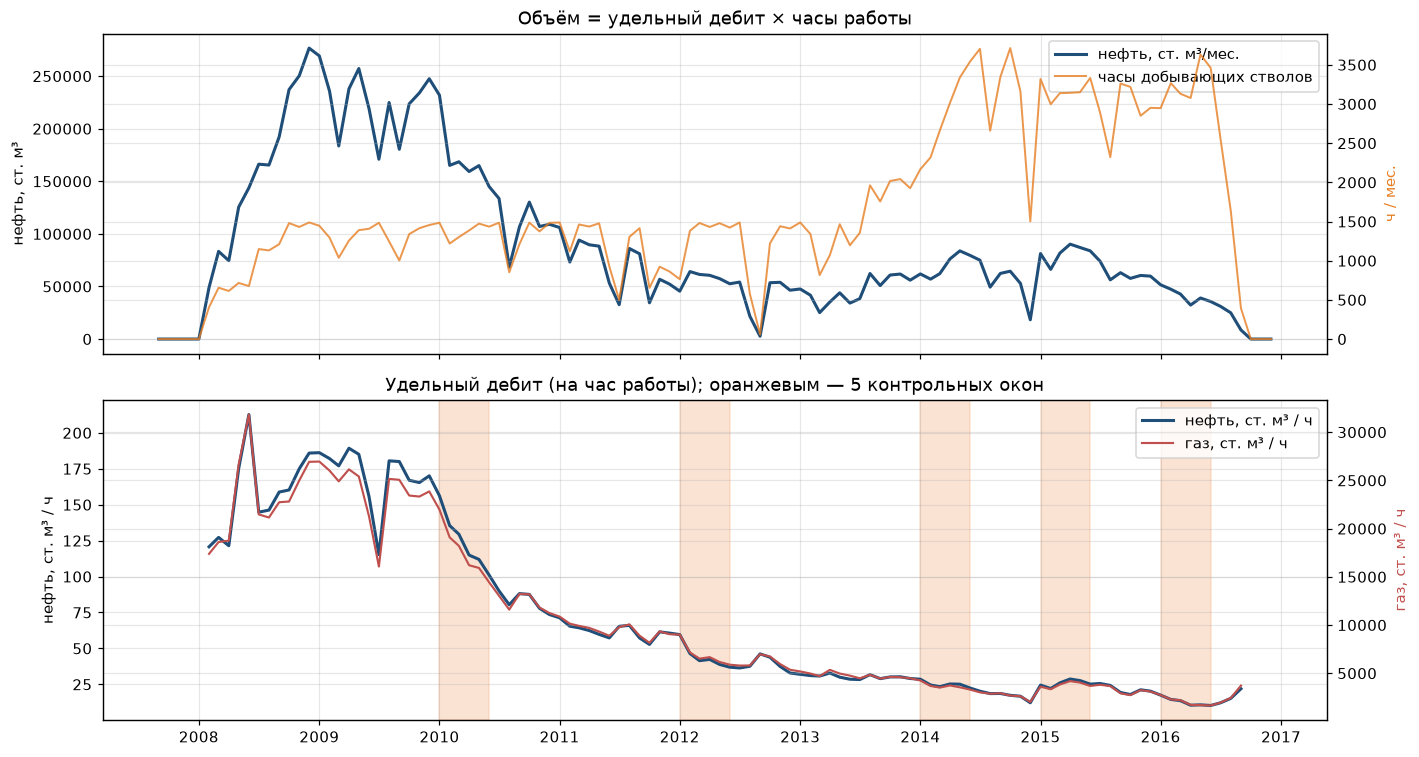 Объём = удельный дебит × часы работы
нефть, ст. м³/мес.
часы добывающих стволов
250000
200000
150000
100000
50000
0
нефть, ст. м³
3500
3000
2500
2000
1500
1000
500
0
ч / мес.
Удельный дебит (на час работы); оранжевым — 5 контрольных окон
нефть, ст. м³ / ч
газ, ст. м³ / ч
200
175
150
125
100
75
50
25
нефть, ст. м³ / ч
30000
25000
20000
15000
10000
5000
газ, ст. м³ / ч
2008 2009 2010 2011 2012 2013 2014 2015 2016 2017